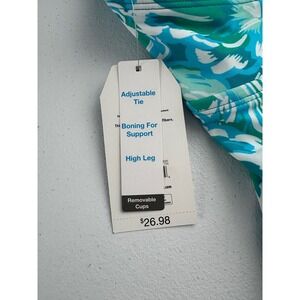 Adjustable
Tie
Boning For
Support
High Leg
Removable
Cups
$26.98